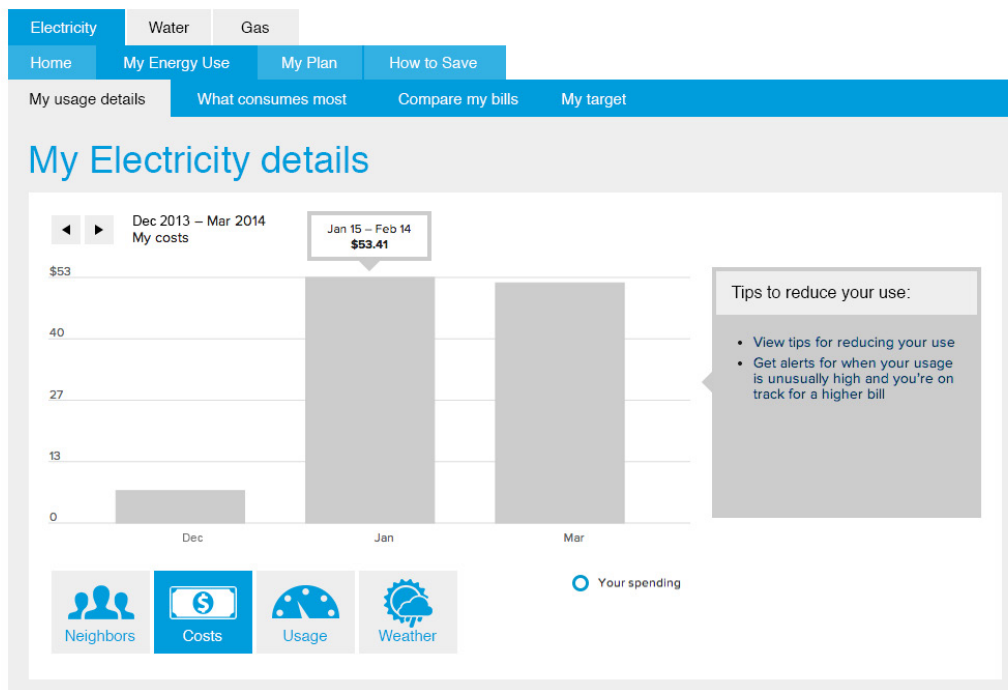 Electricity Water Gas
Home My Energy Use My Plan How to Save
My usage details What consumes most Compare my bills My target
My Electricity details
Dec 2013 – Mar 2014
My costs
Jan 15 – Feb 14
$53.41
$53
40
27
13
0
Dec Jan Mar
Tips to reduce your use:
• View tips for reducing your use
• Get alerts for when your usage
is unusually high and you're on
track for a higher bill
Your spending
Neighbors Costs Usage Weather